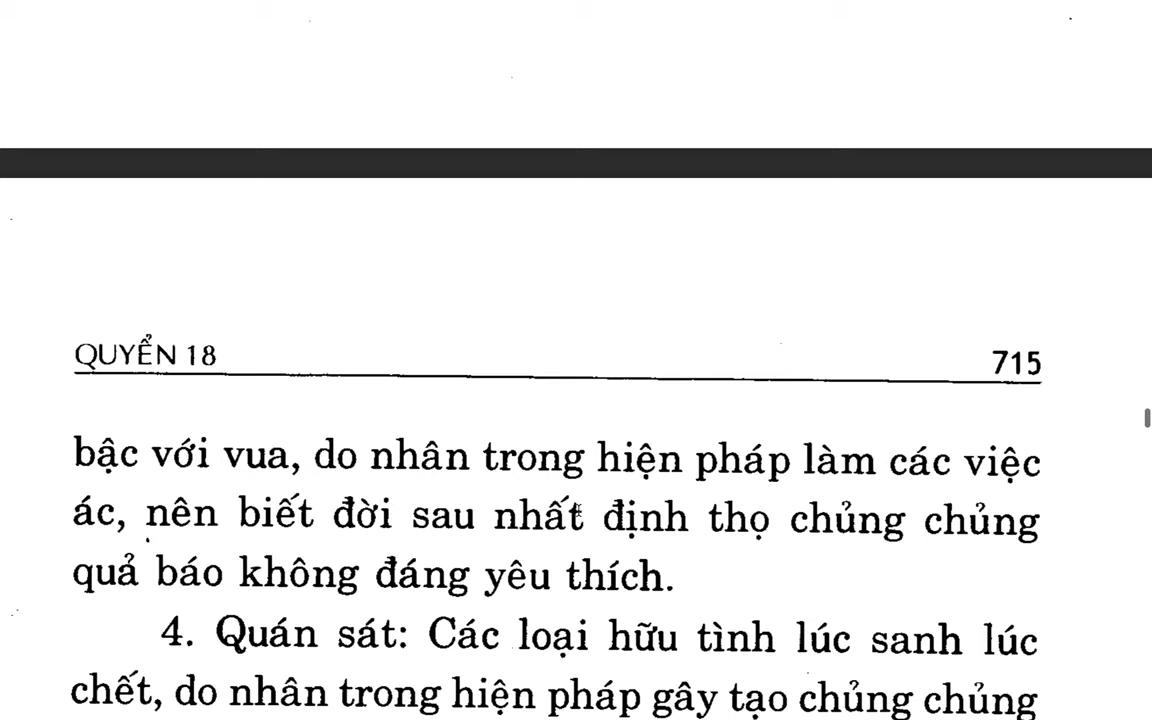 QUYỂN 18 715
bậc với vua, do nhân trong hiện pháp làm các việc
ác, nên biết đời sau nhất định thọ chủng chủng
quả báo không đáng yêu thích.
4. Quán sát: Các loại hữu tình lúc sanh lúc
chết, do nhân trong hiện pháp gây tạo chủng chủng